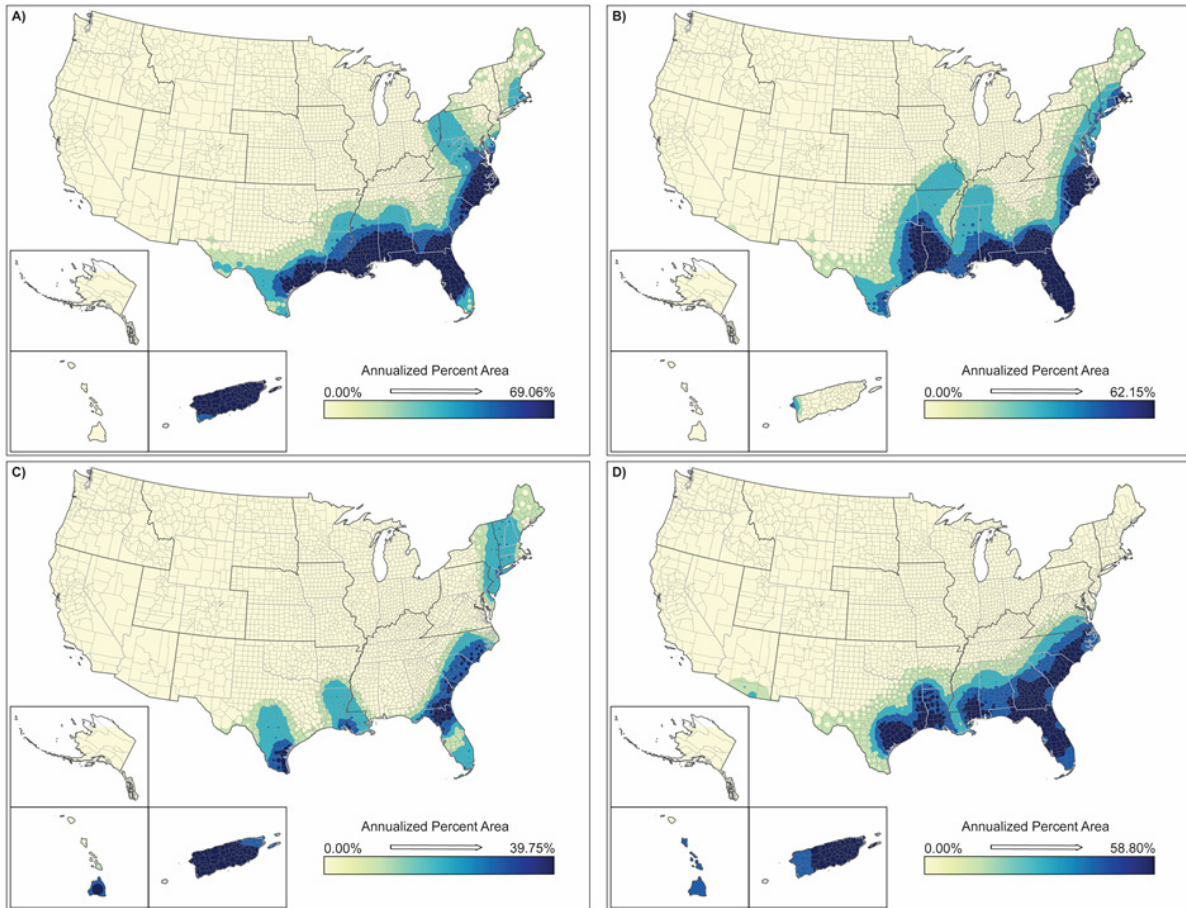 A)
Annualized Percent Area
0.00%
69.06%
B)
Annualized Percent Area
0.00%
62.15%
C)
Annualized Percent Area
0.00%
39.75%
D)
Annualized Percent Area
0.00%
58.80%